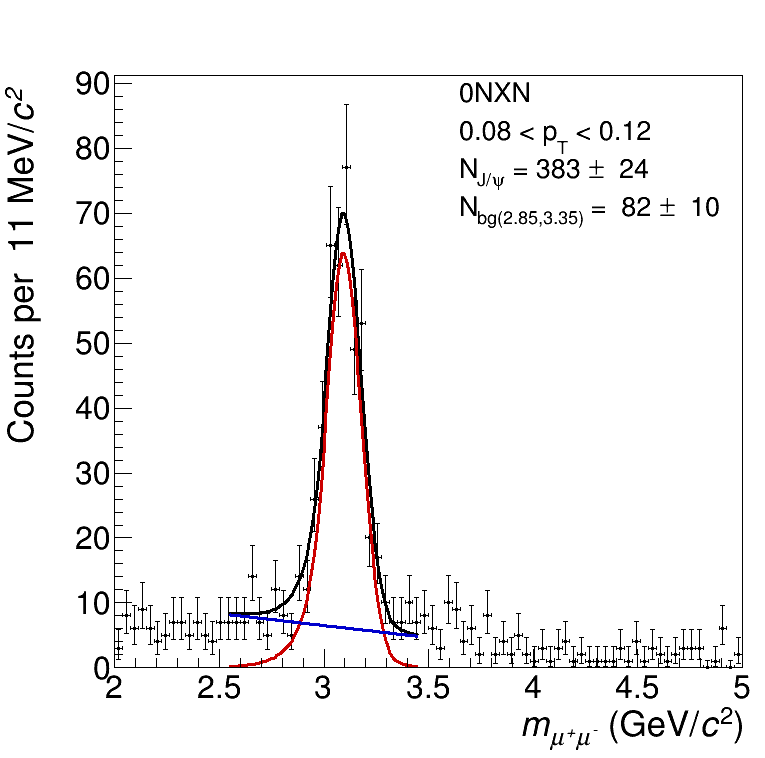 0NXN
0.08 < p_T < 0.12
N_J/ψ = 383 ± 24
N_bg(2.85,3.35) = 82 ± 10
Counts per 11 MeV/c²
90
80
70
60
50
40
30
20
10
0
2 2.5 3 3.5 4 4.5 5
m_μ⁺μ⁻ (GeV/c²)